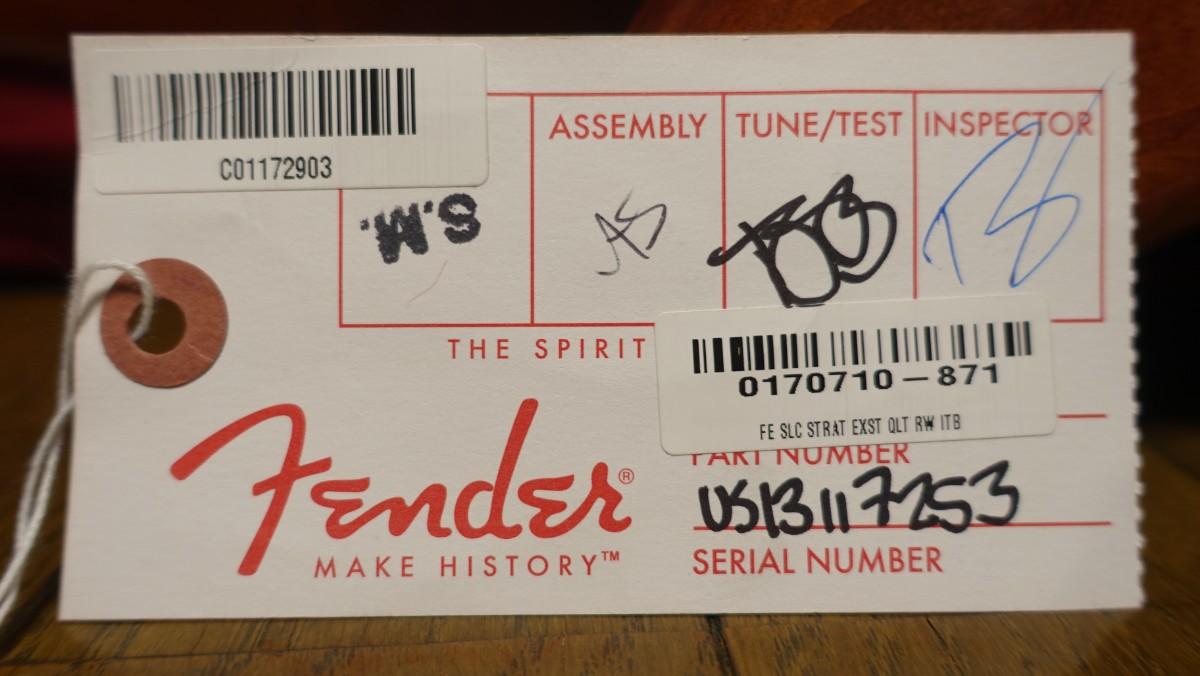 C01172903
ASSEMBLY TUNE/TEST INSPECTOR
S.M. AS
THE SPIRIT
0170710-871
FE SLC STRAT EXST QLT RW ITB
Fender®
PART NUMBER
US13117253
MAKE HISTORY™
SERIAL NUMBER